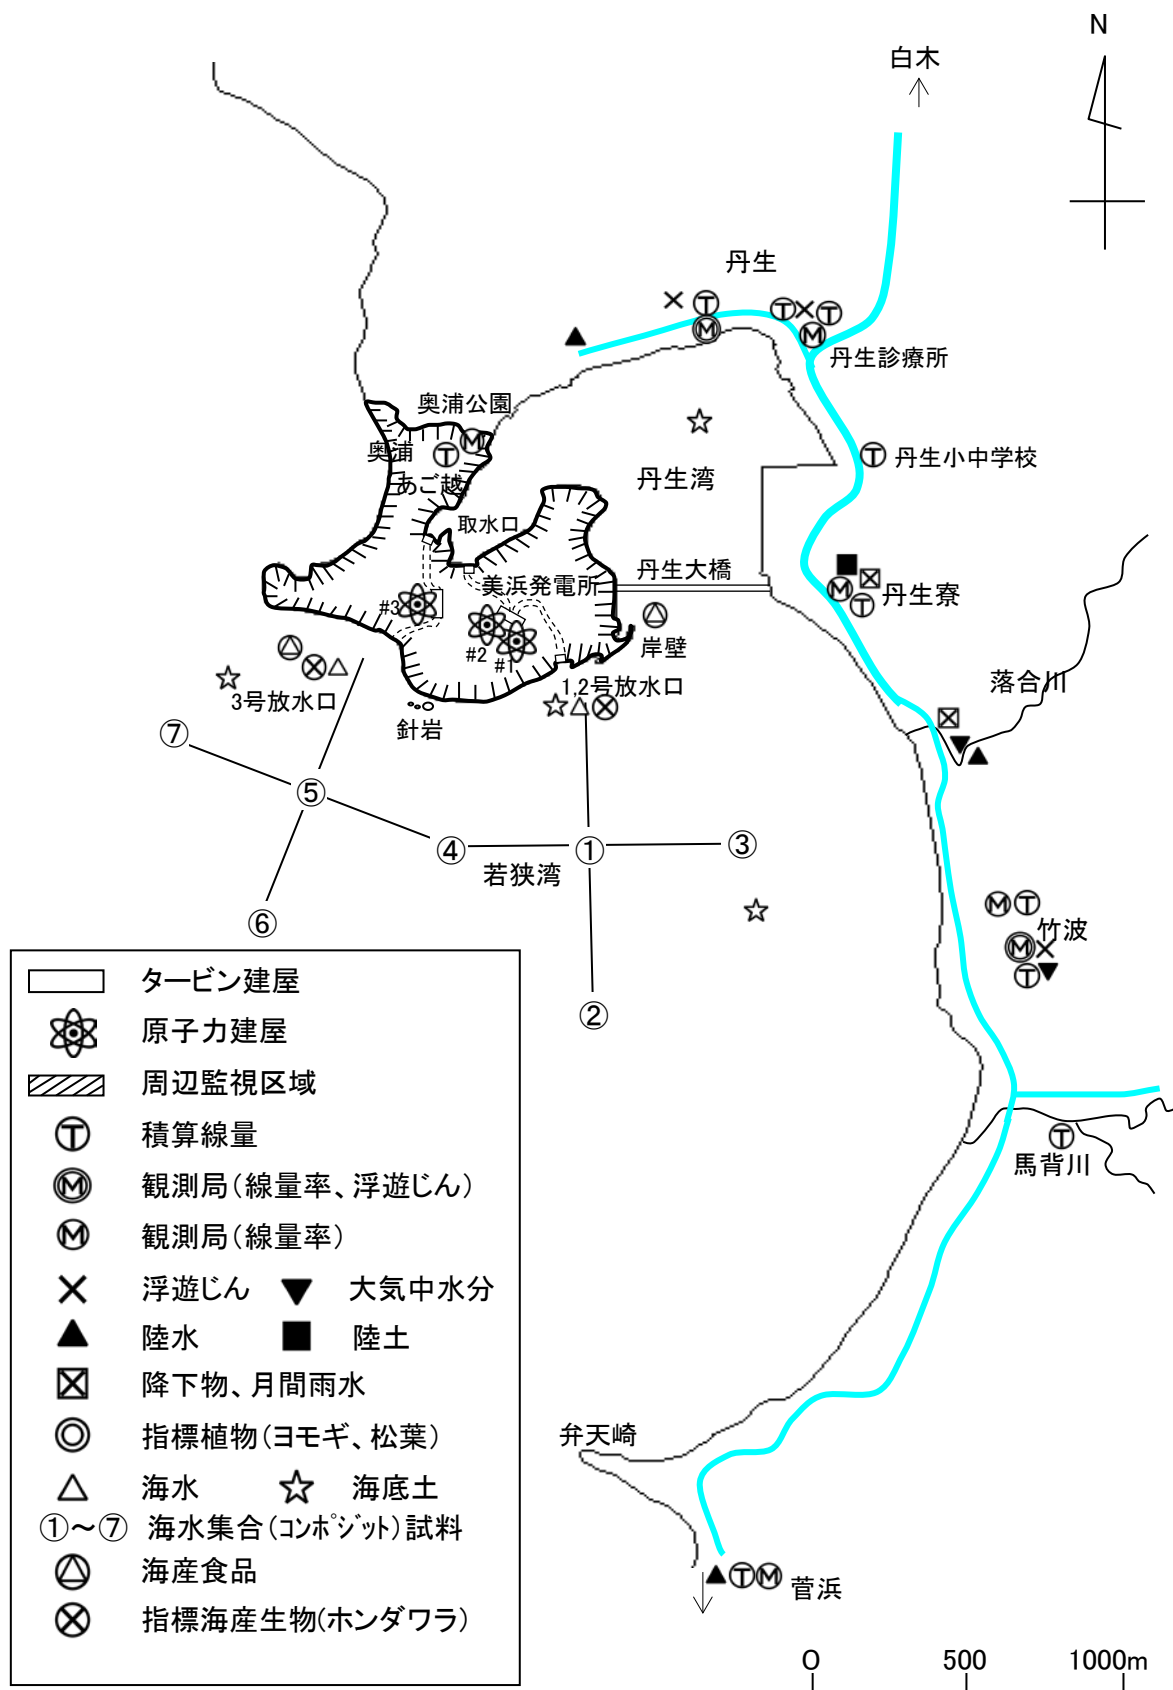 N
白木
丹生
丹生診療所
奥浦公園
奥浦
あご越
丹生小中学校
丹生湾
取水口
美浜発電所
丹生大橋
丹生寮
#3
#2
#1
岸壁
落合川
3号放水口
1,2号放水口
針岩
⑦
⑤
④
①
③
若狭湾
⑥
竹波
②
馬背川
弁天崎
菅浜
タービン建屋
原子力建屋
周辺監視区域
Ⓣ 積算線量
Ⓜ 観測局(線量率、浮遊じん)
Ⓜ 観測局(線量率)
浮遊じん 大気中水分
陸水 陸土
降下物、月間雨水
指標植物(ヨモギ、松葉)
海水 海底土
①～⑦ 海水集合(ｺﾝﾎﾟｼﾞｯﾄ)試料
海産食品
指標海産生物(ホンダワラ)
O 500 1000m